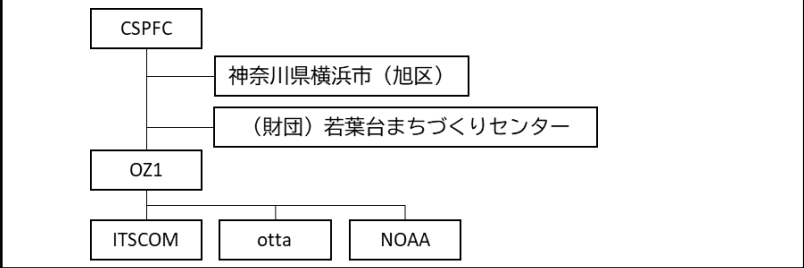 CSPFC
神奈川県横浜市（旭区）
（財団）若葉台まちづくりセンター
OZ1
ITSCOM
otta
NOAA